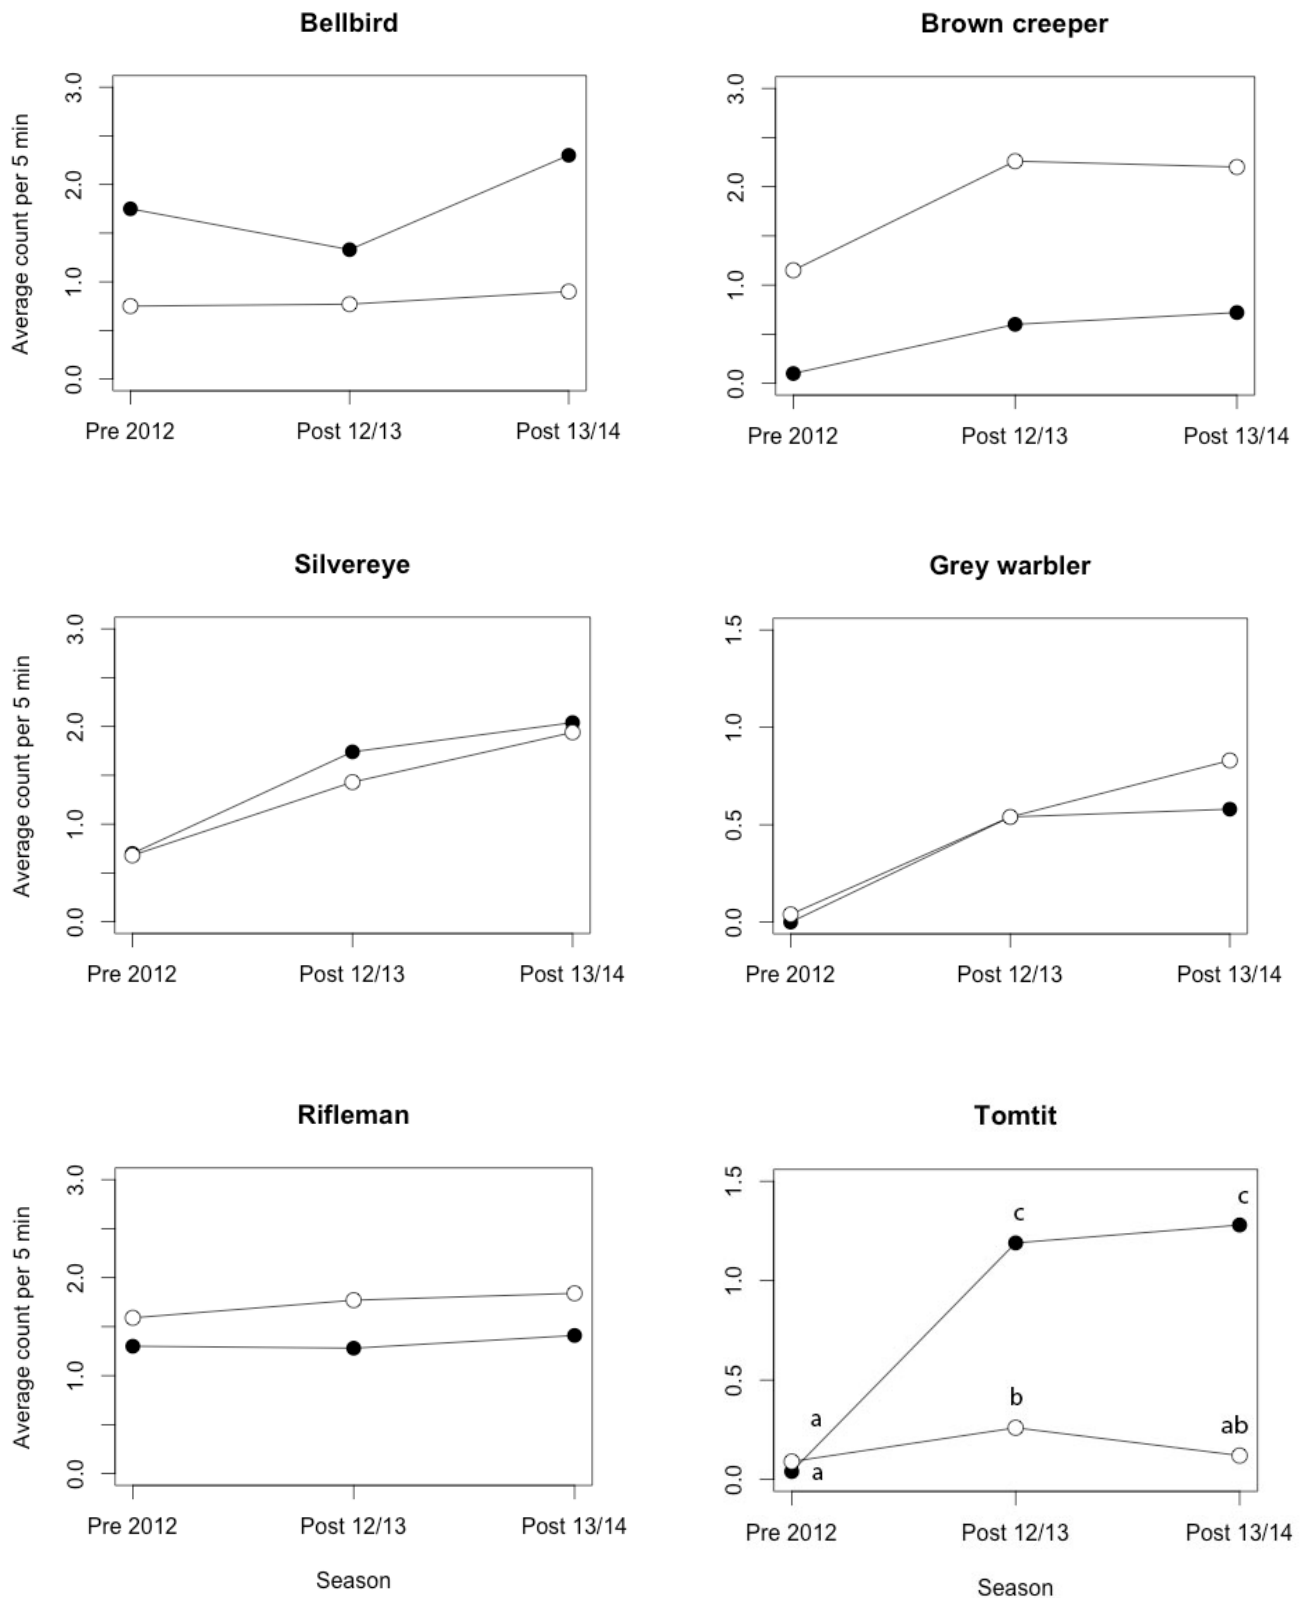 Bellbird
Average count per 5 min
3.0
2.0
1.0
0.0
Pre 2012 Post 12/13 Post 13/14
Brown creeper
3.0
2.0
1.0
0.0
Pre 2012 Post 12/13 Post 13/14
Silvereye
Average count per 5 min
3.0
2.0
1.0
0.0
Pre 2012 Post 12/13 Post 13/14
Grey warbler
1.5
1.0
0.5
0.0
Pre 2012 Post 12/13 Post 13/14
Rifleman
Average count per 5 min
3.0
2.0
1.0
0.0
Pre 2012 Post 12/13 Post 13/14
Season
Tomtit
1.5
1.0
0.5
0.0
c
c
a
b
ab
a
Pre 2012 Post 12/13 Post 13/14
Season